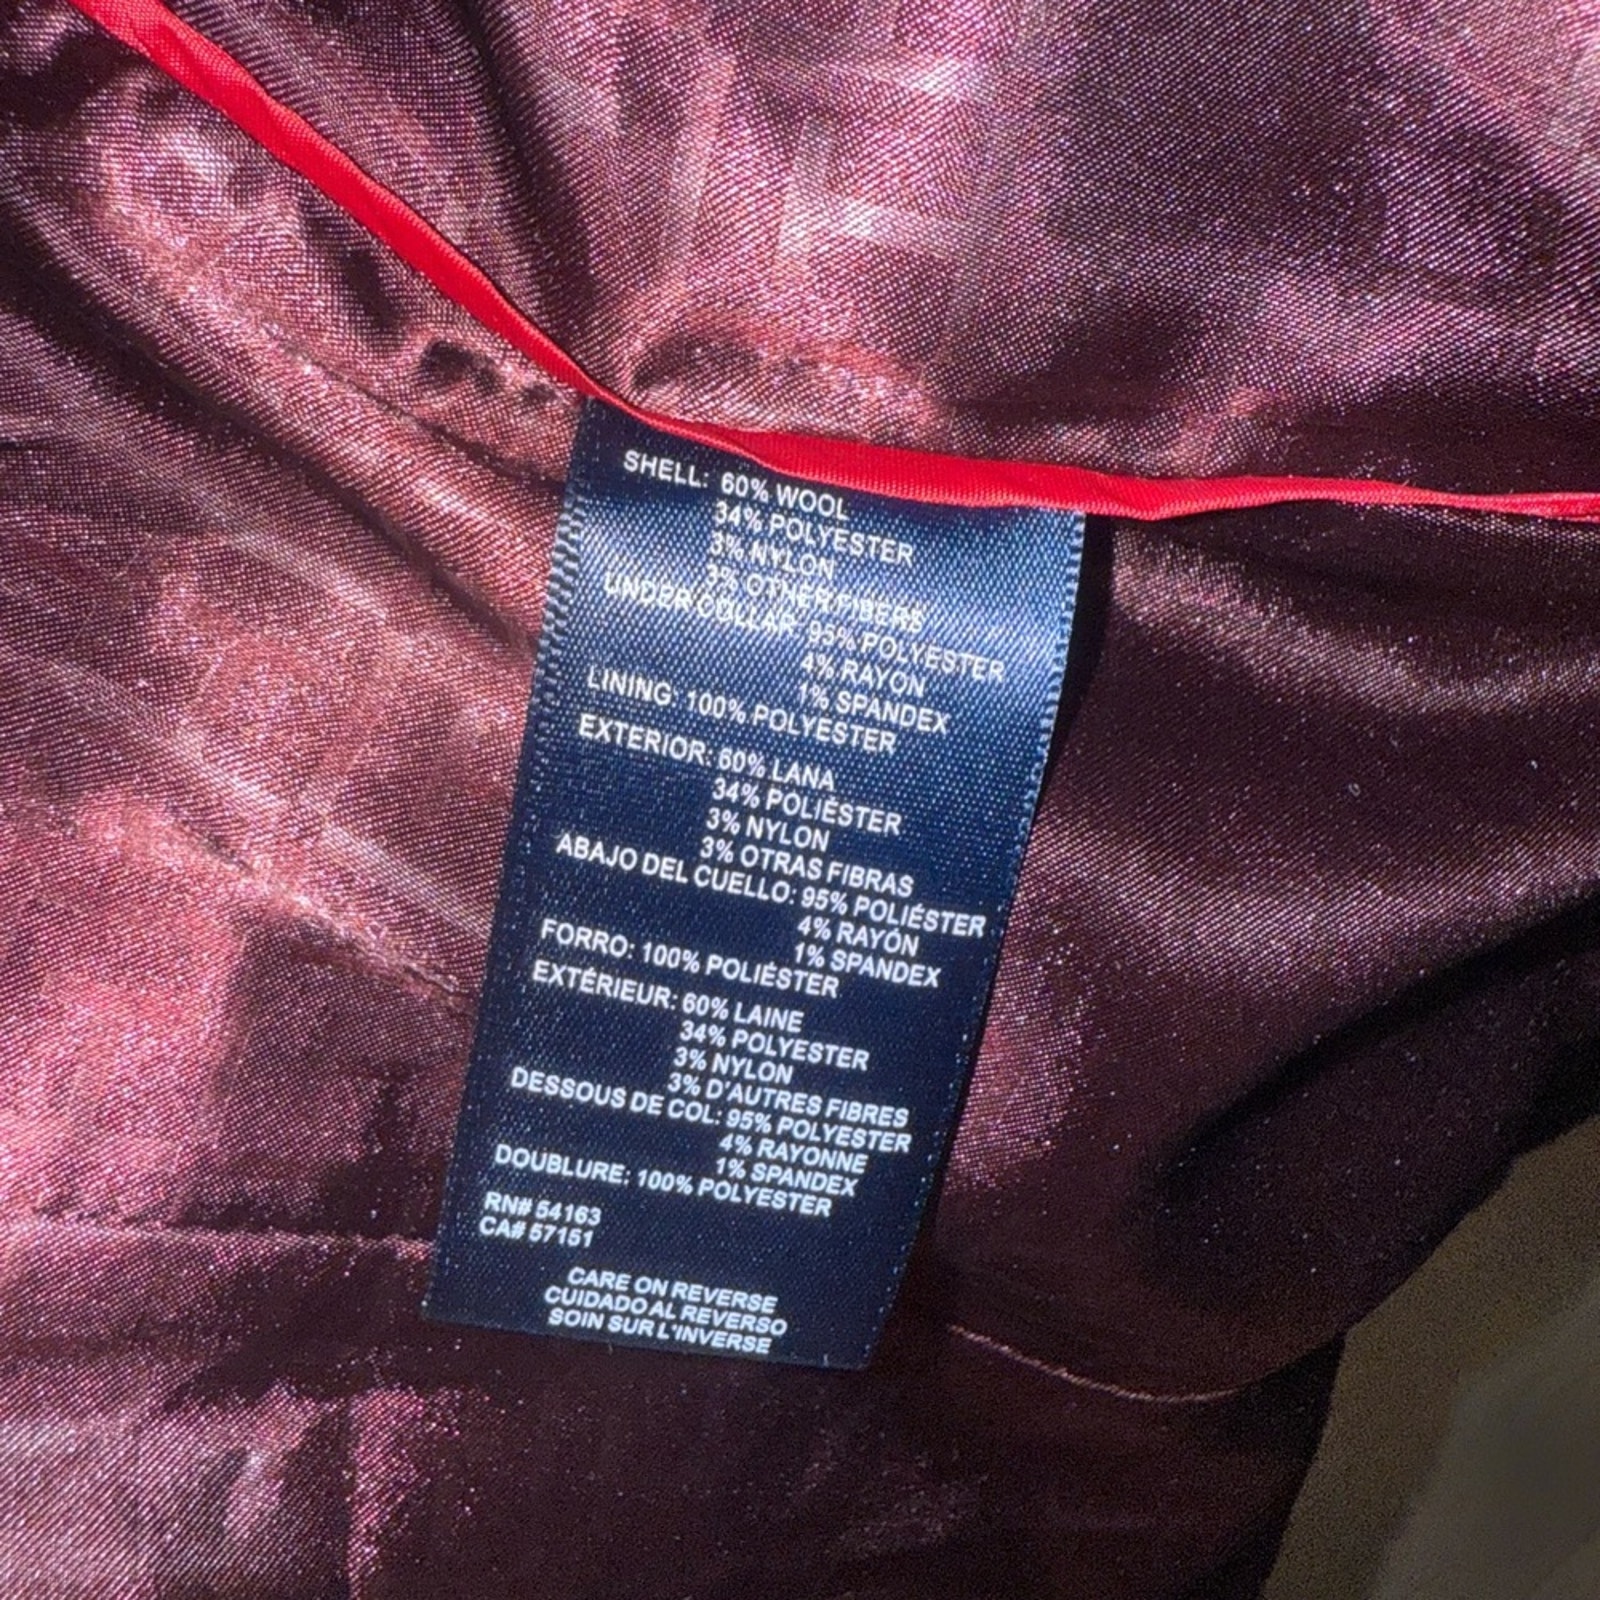 SHELL: 60% WOOL
34% POLYESTER
3% NYLON
3% OTHER FIBERS
UNDER COLLAR: 95% POLYESTER
4% RAYON
1% SPANDEX
LINING: 100% POLYESTER
EXTERIOR: 60% LANA
34% POLIÉSTER
3% NYLON
3% OTRAS FIBRAS
ABAJO DEL CUELLO: 95% POLIÉSTER
4% RAYÓN
1% SPANDEX
FORRO: 100% POLIÉSTER
EXTÉRIEUR: 60% LAINE
34% POLYESTER
3% NYLON
3% D'AUTRES FIBRES
DESSOUS DE COL: 95% POLYESTER
4% RAYONNE
1% SPANDEX
DOUBLURE: 100% POLYESTER
RN# 54163
CA# 57151
CARE ON REVERSE
CUIDADO AL REVERSO
SOIN SUR L'INVERSE